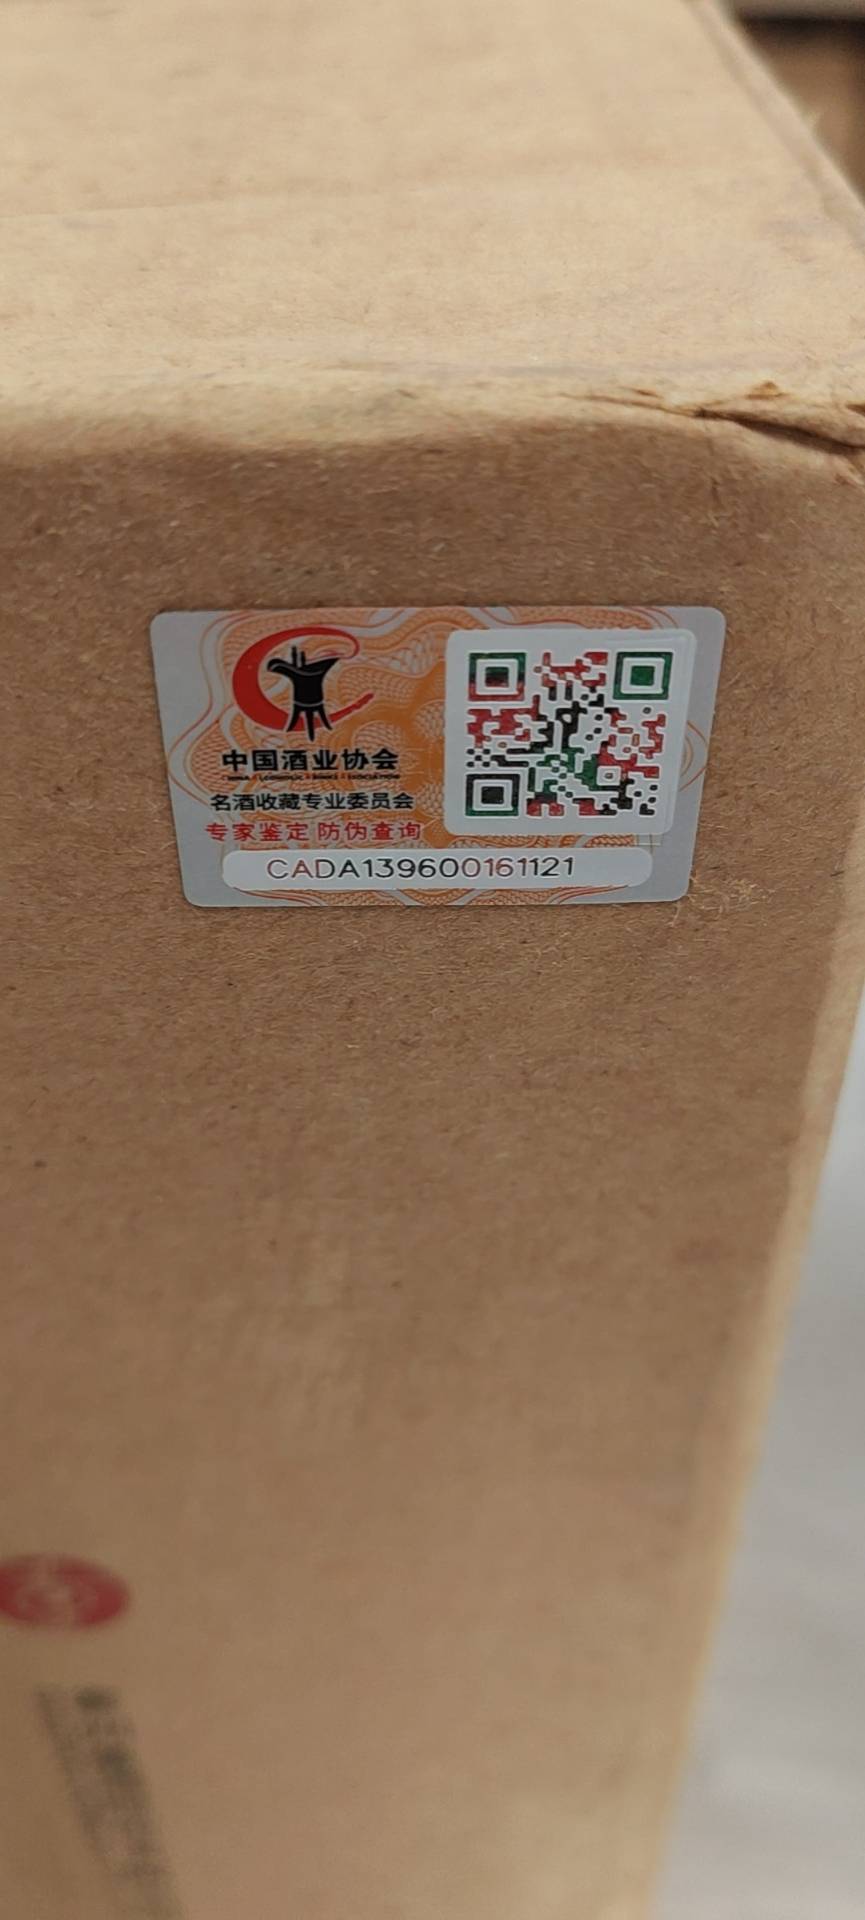 中国酒业协会
名酒收藏专业委员会
专家鉴定 防伪查询
CADA139600161121